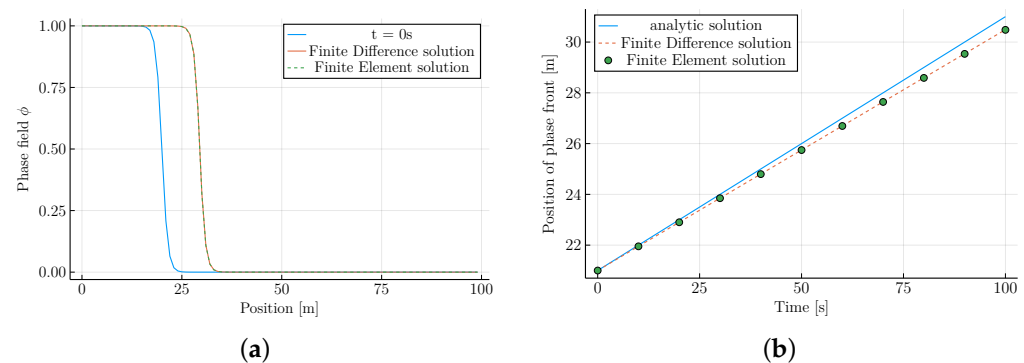 1.00
0.75
0.50
0.25
0.00
Phase field ϕ
t = 0s
Finite Difference solution
Finite Element solution
0
25
50
75
100
Position [m]
(a)
30
28
26
24
22
Position of phase front [m]
analytic solution
Finite Difference solution
Finite Element solution
0
25
50
75
100
Time [s]
(b)